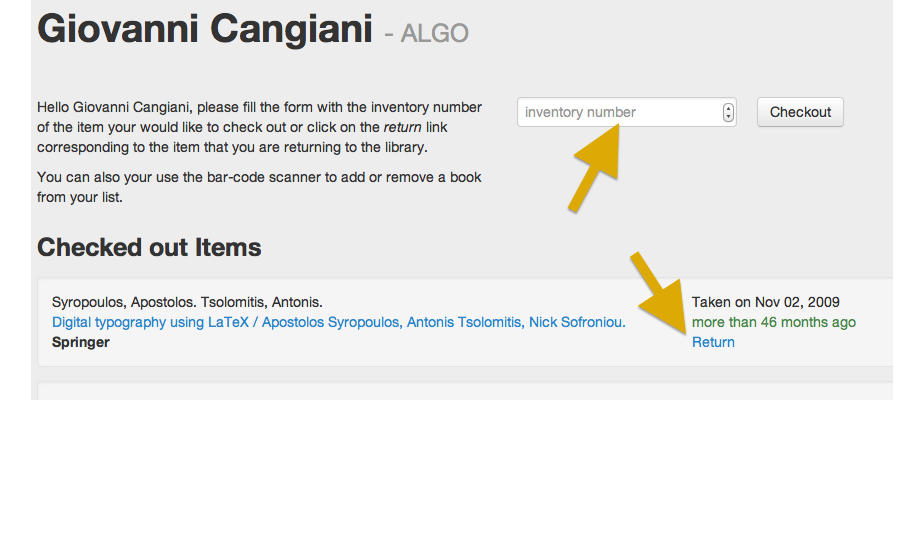 Giovanni Cangiani - ALGO
Hello Giovanni Cangiani, please fill the form with the inventory number
of the item your would like to check out or click on the return link
corresponding to the item that you are returning to the library.
inventory number
Checkout
You can also your use the bar-code scanner to add or remove a book
from your list.
Checked out Items
Syropoulos, Apostolos. Tsolomitis, Antonis.
Digital typography using LaTeX / Apostolos Syropoulos, Antonis Tsolomitis, Nick Sofroniou.
Springer
Taken on Nov 02, 2009
more than 46 months ago
Return